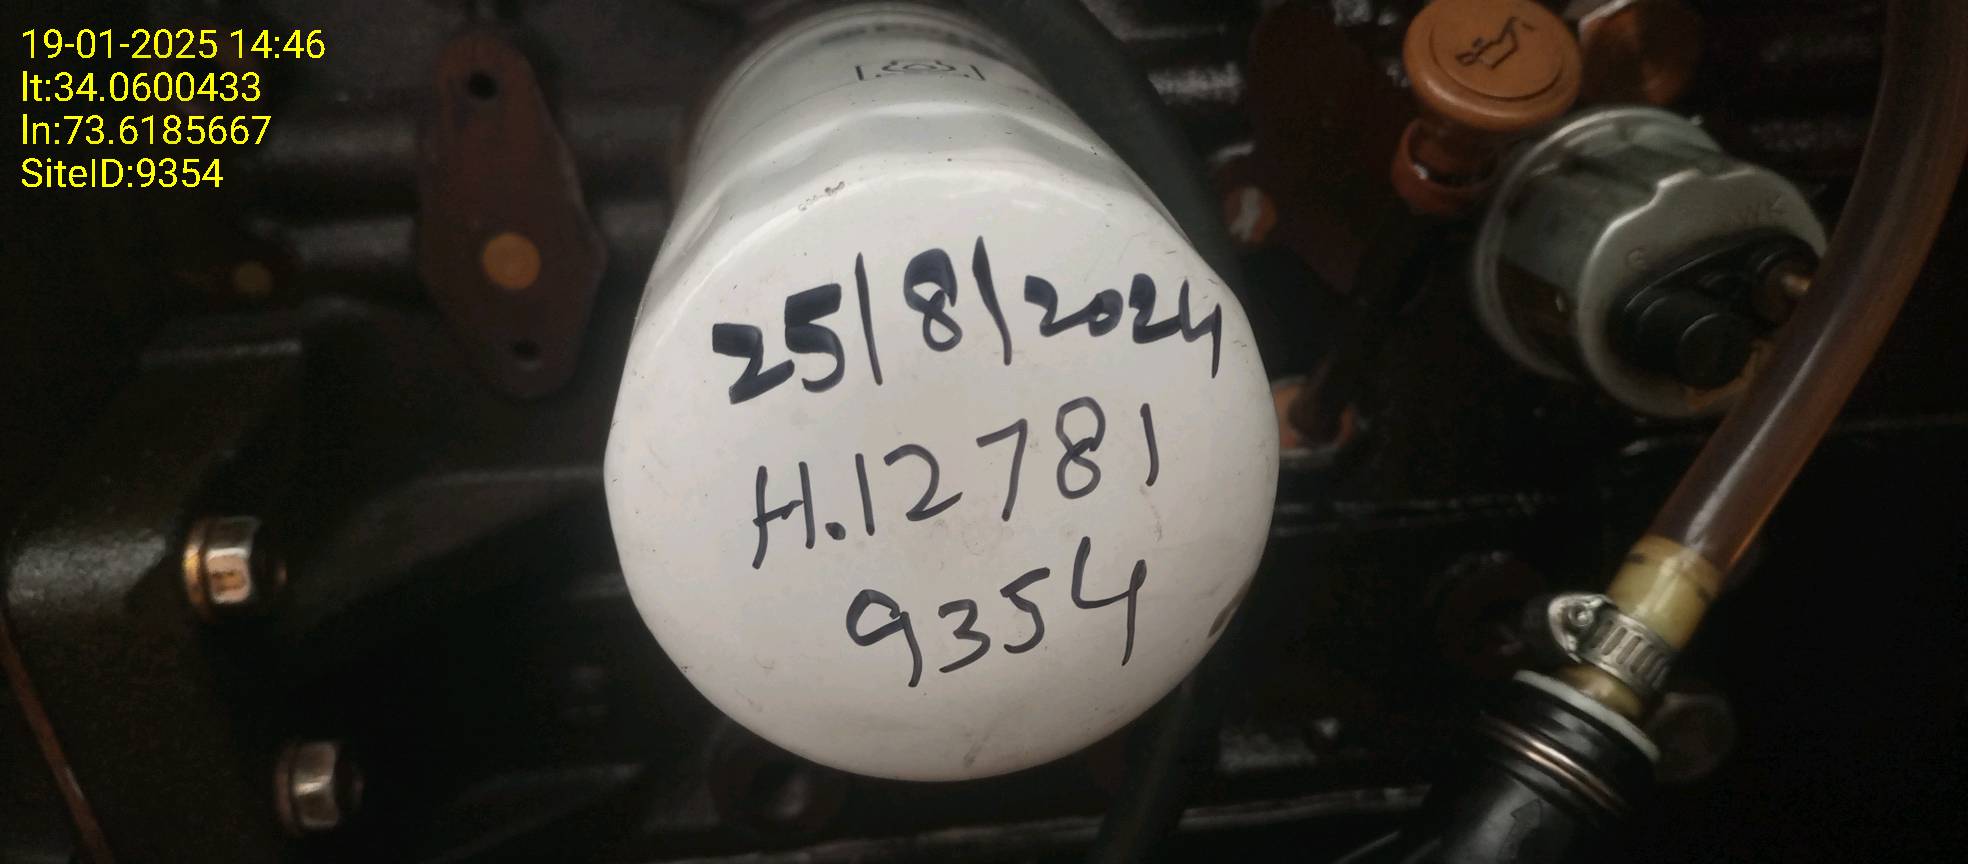 19-01-2025 14:46
lt:34.0600433
ln:73.6185667
SiteID:9354
25/8/2024
H.12781
9354